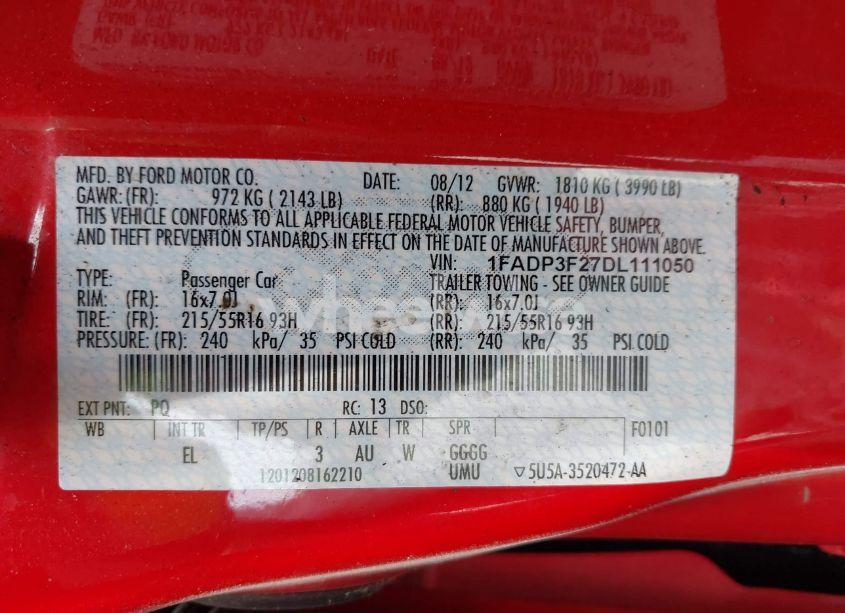 MFD. BY FORD MOTOR CO. DATE: 08/12 GVWR: 1810 KG ( 3990 LB)
GAWR: (FR): 972 KG ( 2143 LB) (RR): 880 KG ( 1940 LB)
THIS VEHICLE CONFORMS TO ALL APPLICABLE FEDERAL MOTOR VEHICLE SAFETY, BUMPER,
AND THEFT PREVENTION STANDARDS IN EFFECT ON THE DATE OF MANUFACTURE SHOWN ABOVE.
VIN: 1FADP3F27DL111050
TYPE: Passenger Car TRAILER TOWING - SEE OWNER GUIDE
RIM: (FR): 16x7.0J (RR): 16x7.0J
TIRE: (FR): 215/55R16 93H (RR): 215/55R16 93H
PRESSURE: (FR): 240 kPa/ 35 PSI COLD (RR): 240 kPa/ 35 PSI COLD
EXT PNT: PQ RC: 13 DSO:
WB INT TR TP/PS R AXLE TR SPR F0101
EL 3 AU W GGGG
1201208162210 UMU ▽5U5A-3520472-AA